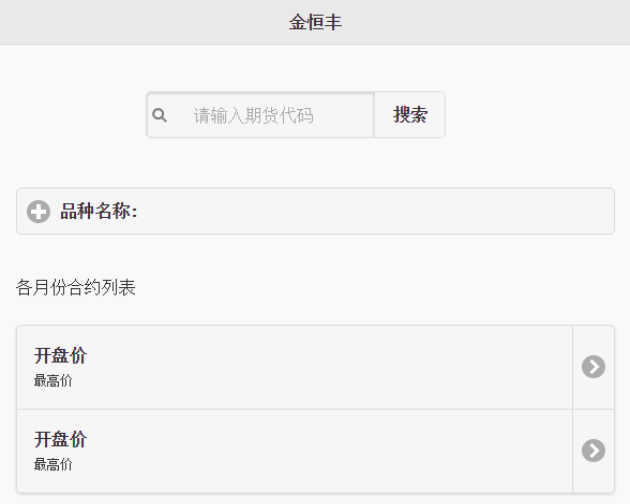 金恒丰
请输入期货代码
搜索
品种名称:
各月份合约列表
开盘价
最高价
开盘价
最高价